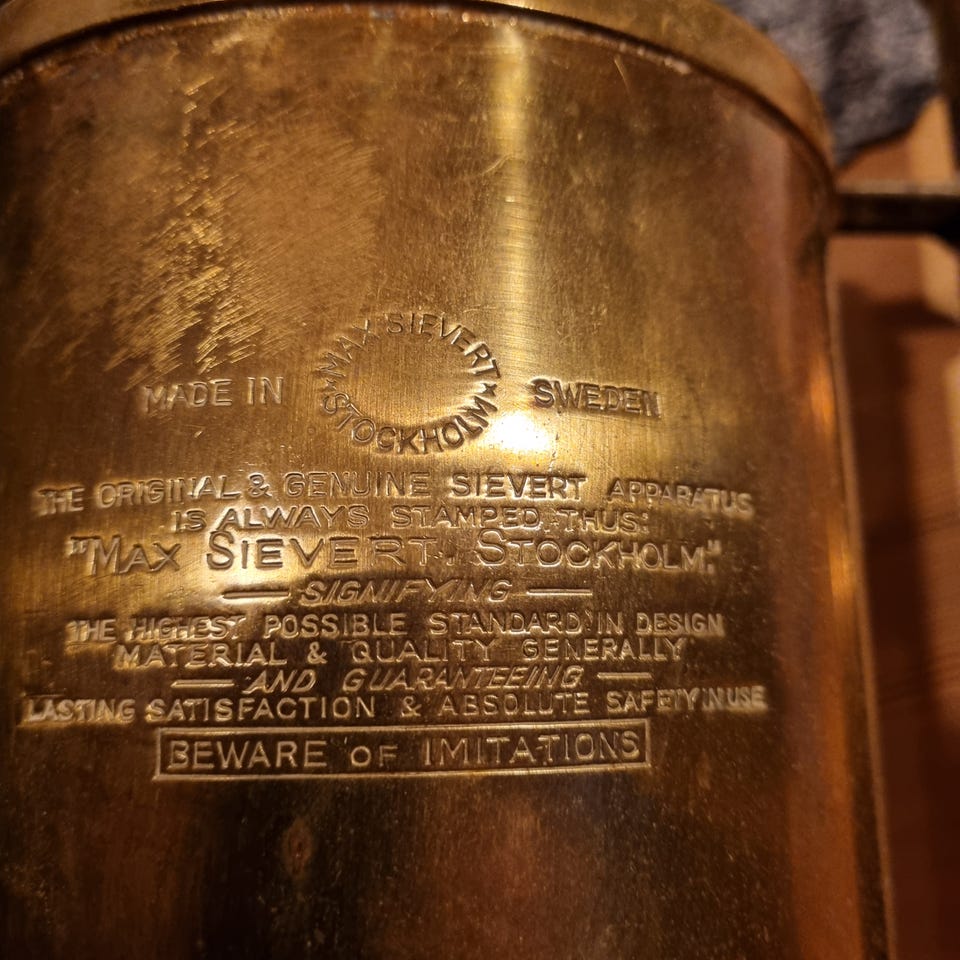 MADE IN ★ MAX SIEVERT ★ STOCKHOLM SWEDEN
THE ORIGINAL & GENUINE SIEVERT APPARATUS
IS ALWAYS STAMPED THUS:
"MAX SIEVERT, STOCKHOLM."
— SIGNIFYING —
THE HIGHEST POSSIBLE STANDARD IN DESIGN
MATERIAL & QUALITY GENERALLY
— AND GUARANTEEING —
LASTING SATISFACTION & ABSOLUTE SAFETY IN USE
BEWARE OF IMITATIONS